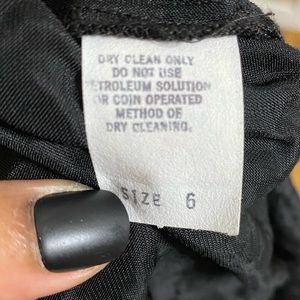 DRY CLEAN ONLY
DO NOT USE
PETROLEUM SOLUTION
OR COIN OPERATED
METHOD OF
DRY CLEANING.
SIZE 6